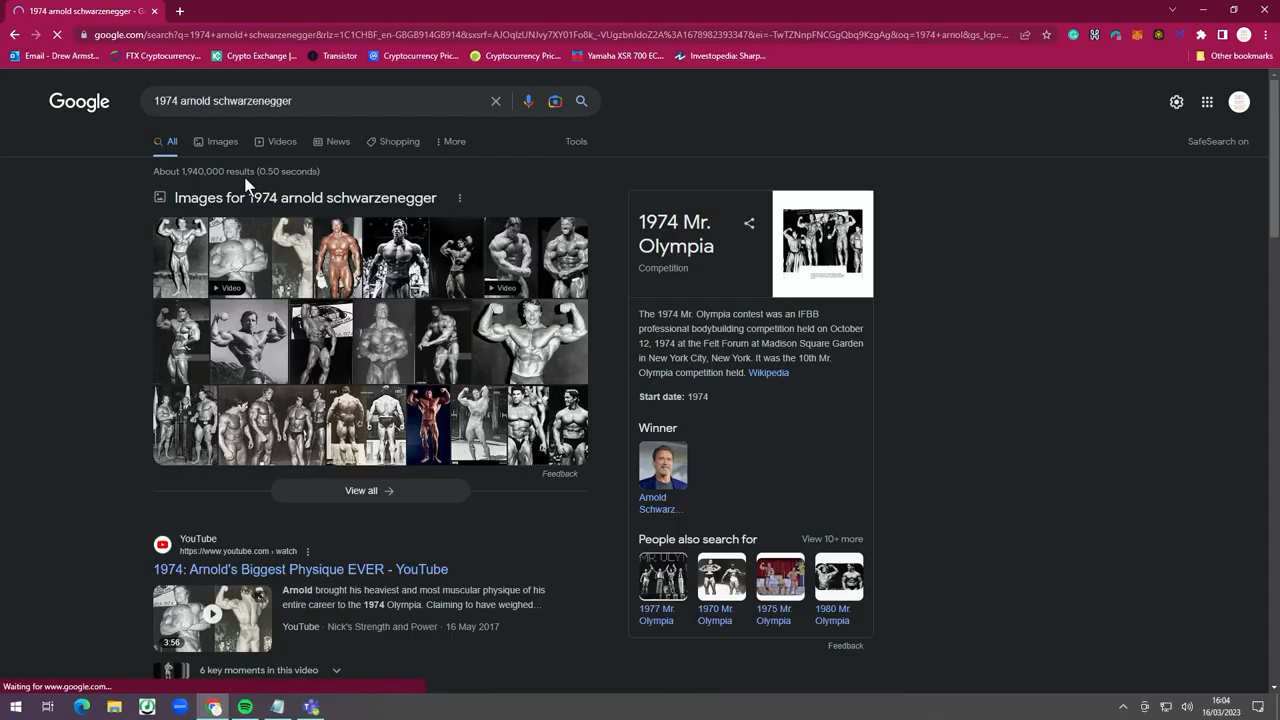 1974 arnold schwarzenegger - G
google.com/search?q=1974+arnold+schwarzenegger&rlz=1C1CHBF_en-GBGB914GB914&sxsrf=
Email - Drew Armst...
FTX Cryptocurrency...
Crypto Exchange |...
Transistor
Cryptocurrency Pric...
Cryptocurrency Pric...
Yamaha XSR 700 EC...
Investopedia: Sharp...
Other bookmarks
Google
1974 arnold schwarzenegger
All
Images
Videos
News
Shopping
More
Tools
SafeSearch on
About 1,940,000 results (0.50 seconds)
Images for 1974 arnold schwarzenegger
Video
Video
Feedback
View all
YouTube
https://www.youtube.com › watch
1974: Arnold's Biggest Physique EVER - YouTube
3:56
Arnold brought his heaviest and most muscular physique of his
entire career to the 1974 Olympia. Claiming to have weighed...
YouTube · Nick's Strength and Power · 16 May 2017
6 key moments in this video
1974 Mr.
Olympia
Competition
The 1974 Mr. Olympia contest was an IFBB
professional bodybuilding competition held on October
12, 1974 at the Felt Forum at Madison Square Garden
in New York City, New York. It was the 10th Mr.
Olympia competition held. Wikipedia
Start date: 1974
Winner
Arnold
Schwarz...
People also search for
View 10+ more
1977 Mr.
Olympia
1970 Mr.
Olympia
1975 Mr.
Olympia
1980 Mr.
Olympia
Feedback
Waiting for www.google.com...
16:04
16/03/2023